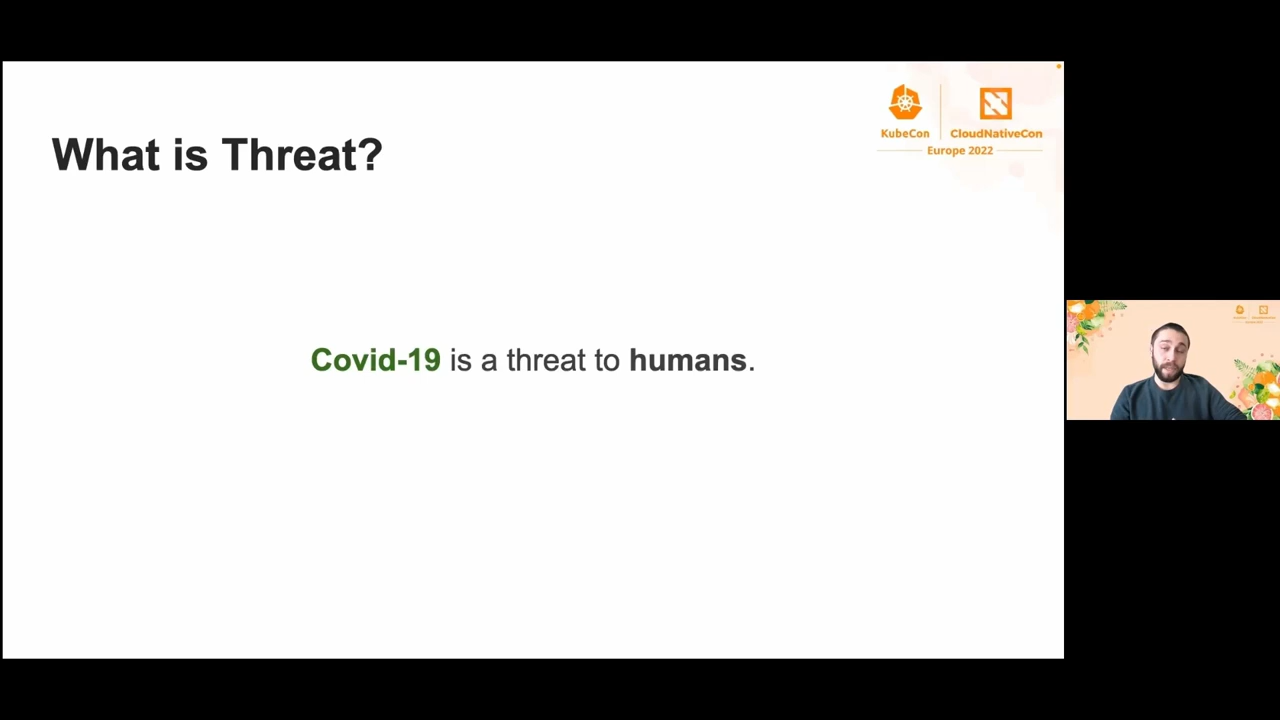 What is Threat?
KubeCon
CloudNativeCon
Europe 2022
Covid-19 is a threat to humans.